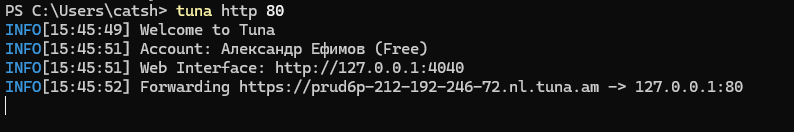 PS C:\Users\catsh> tuna http 80
INFO[15:45:49] Welcome to Tuna
INFO[15:45:51] Account: Александр Ефимов (Free)
INFO[15:45:51] Web Interface: http://127.0.0.1:4040
INFO[15:45:52] Forwarding https://prud6p-212-192-246-72.nl.tuna.am -> 127.0.0.1:80